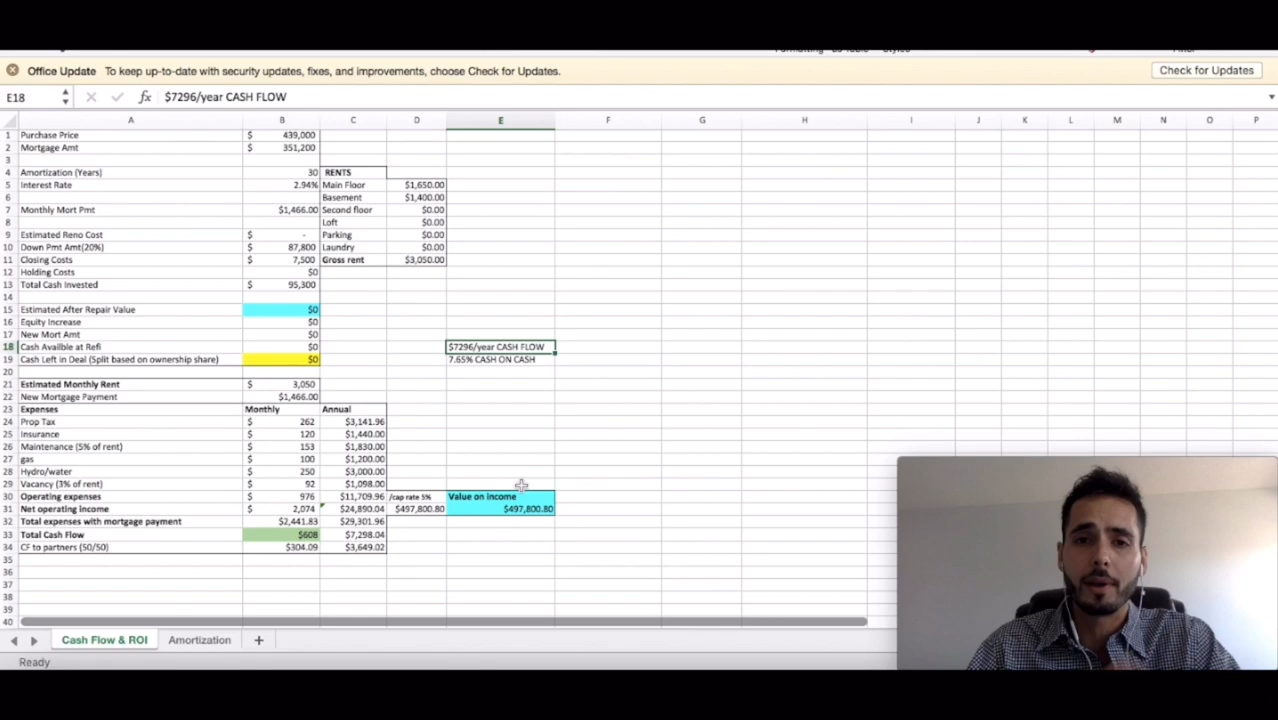 Office Update To keep up-to-date with security updates, fixes, and improvements, choose Check for Updates. Check for Updates
E18 fx $7296/year CASH FLOW
A B C D E F G H I J K L M N O P
1 Purchase Price $ 439,000
2 Mortgage Amt $ 351,200
3
4 Amortization (Years) 30 RENTS
5 Interest Rate 2.94% Main Floor $1,650.00
6 Basement $1,400.00
7 Monthly Mort Pmt $1,466.00 Second floor $0.00
8 Loft $0.00
9 Estimated Reno Cost $ - Parking $0.00
10 Down Pmt Amt(20%) $ 87,800 Laundry $0.00
11 Closing Costs $ 7,500 Gross rent $3,050.00
12 Holding Costs $0
13 Total Cash Invested $ 95,300
14
15 Estimated After Repair Value $0
16 Equity Increase $0
17 New Mort Amt $0
18 Cash Availble at Refi $0 $7296/year CASH FLOW
19 Cash Left in Deal (Split based on ownership share) $0 7.65% CASH ON CASH
20
21 Estimated Monthly Rent $ 3,050
22 New Mortgage Payment $1,466.00
23 Expenses Monthly Annual
24 Prop Tax $ 262 $3,141.96
25 Insurance $ 120 $1,440.00
26 Maintenance (5% of rent) $ 153 $1,830.00
27 gas $ 100 $1,200.00
28 Hydro/water $ 250 $3,000.00
29 Vacancy (3% of rent) $ 92 $1,098.00
30 Operating expenses $ 976 $11,709.96 /cap rate 5% Value on income
31 Net operating income $ 2,074 $24,890.04 $497,800.80 $497,800.80
32 Total expenses with mortgage payment $2,441.83 $29,301.96
33 Total Cash Flow $608 $7,298.04
34 CF to partners (50/50) $304.09 $3,649.02
35
36
37
38
39
40
Cash Flow & ROI Amortization +
Ready